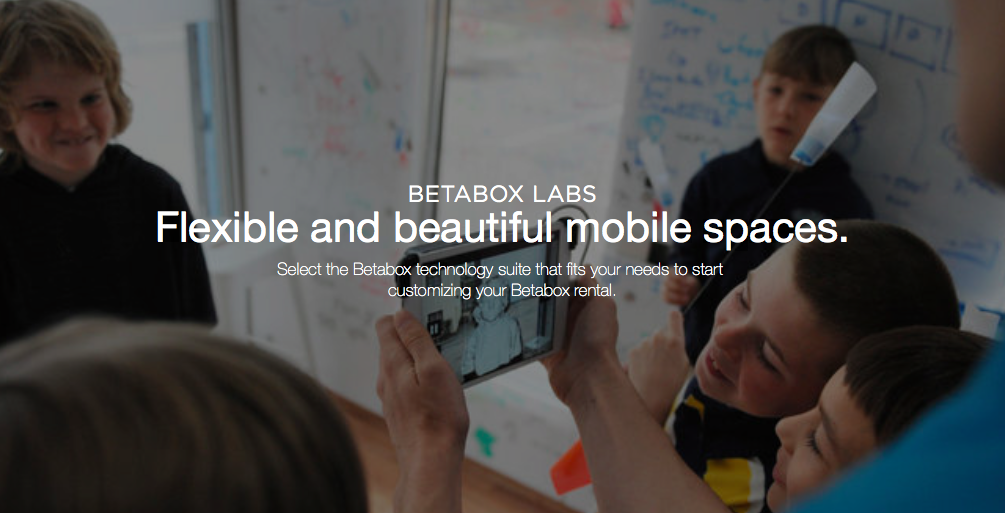 BETABOX LABS
Flexible and beautiful mobile spaces.
Select the Betabox technology suite that fits your needs to start
customizing your Betabox rental.